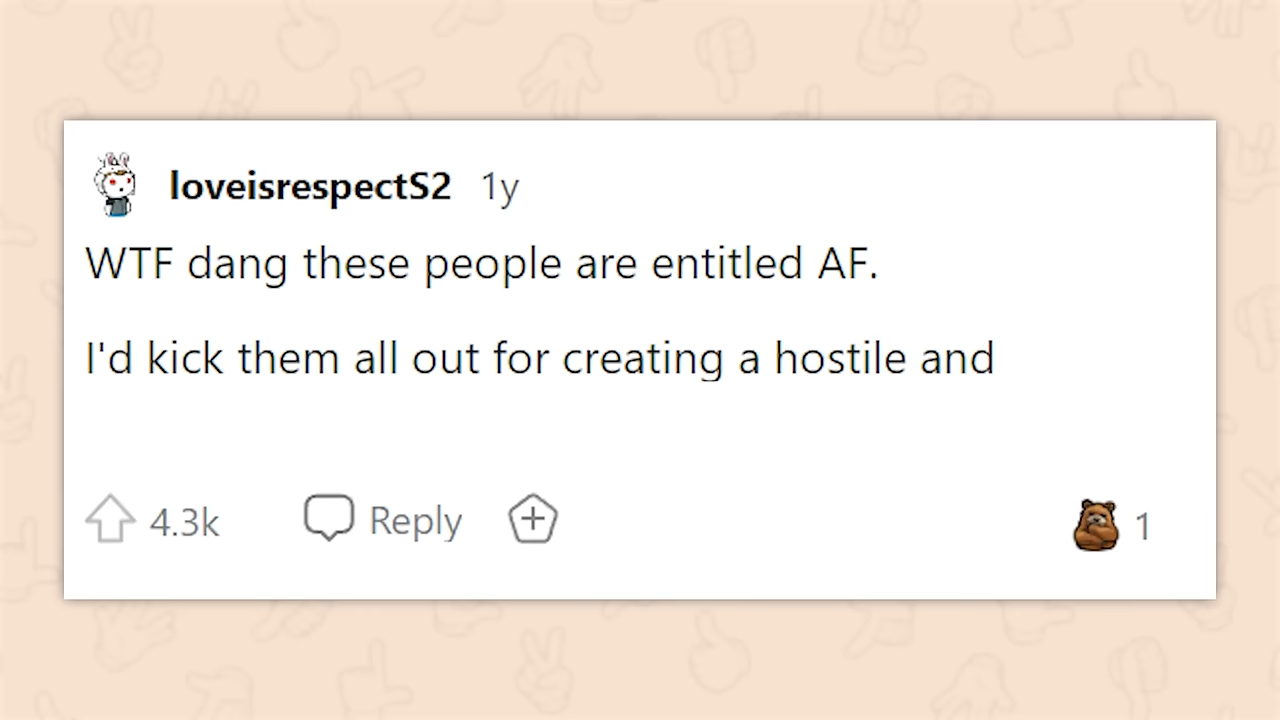 loveisrespectS2 1y
WTF dang these people are entitled AF.
I'd kick them all out for creating a hostile and
4.3k Reply 1